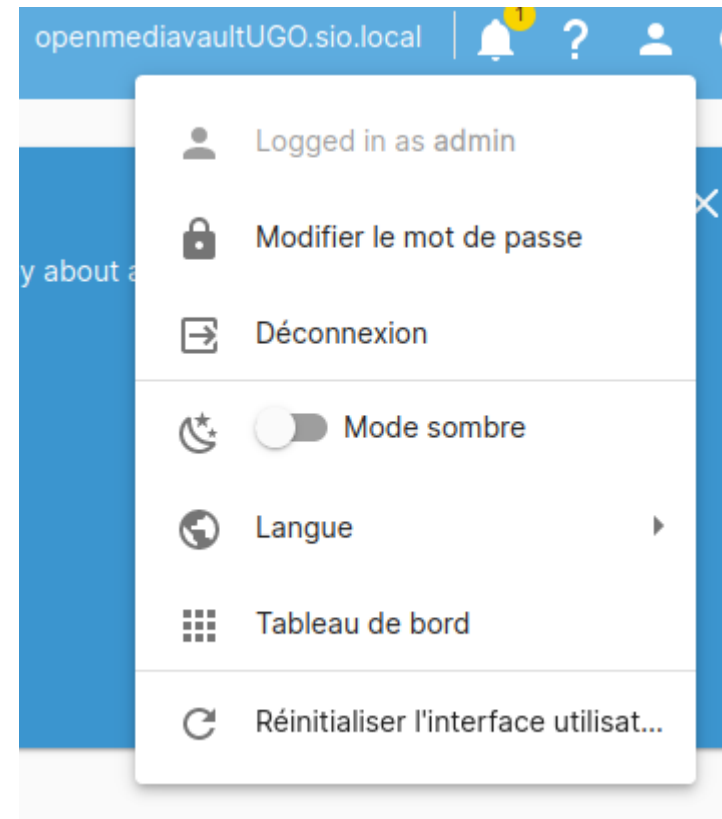 openmediavaultUGO.sio.local
1
?
Logged in as admin
Modifier le mot de passe
y about a
Déconnexion
Mode sombre
Langue
Tableau de bord
Réinitialiser l'interface utilisat...